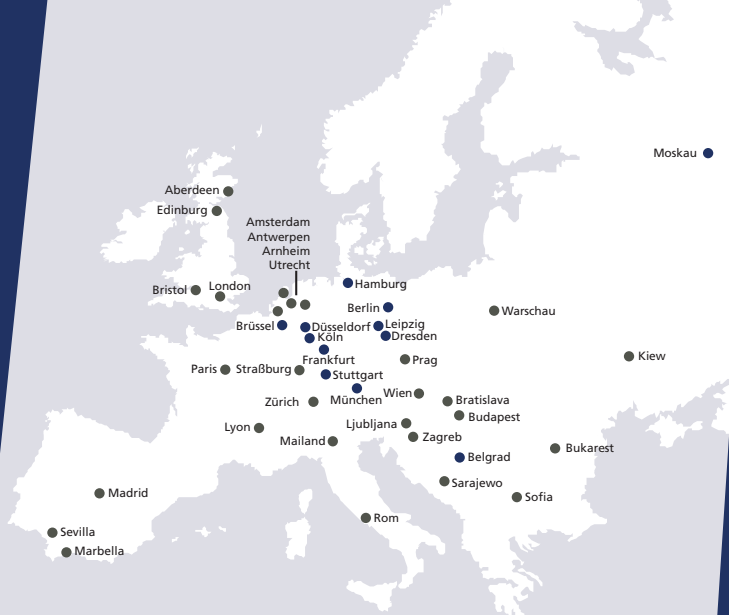 Moskau
Aberdeen
Edinburg
Amsterdam
Antwerpen
Arnheim
Utrecht
Bristol
London
Hamburg
Berlin
Warschau
Brüssel
Düsseldorf
Leipzig
Köln
Dresden
Frankfurt
Prag
Kiew
Paris
Straßburg
Stuttgart
München
Wien
Zürich
Bratislava
Budapest
Lyon
Ljubljana
Mailand
Zagreb
Bukarest
Belgrad
Sarajewo
Madrid
Sofia
Rom
Sevilla
Marbella